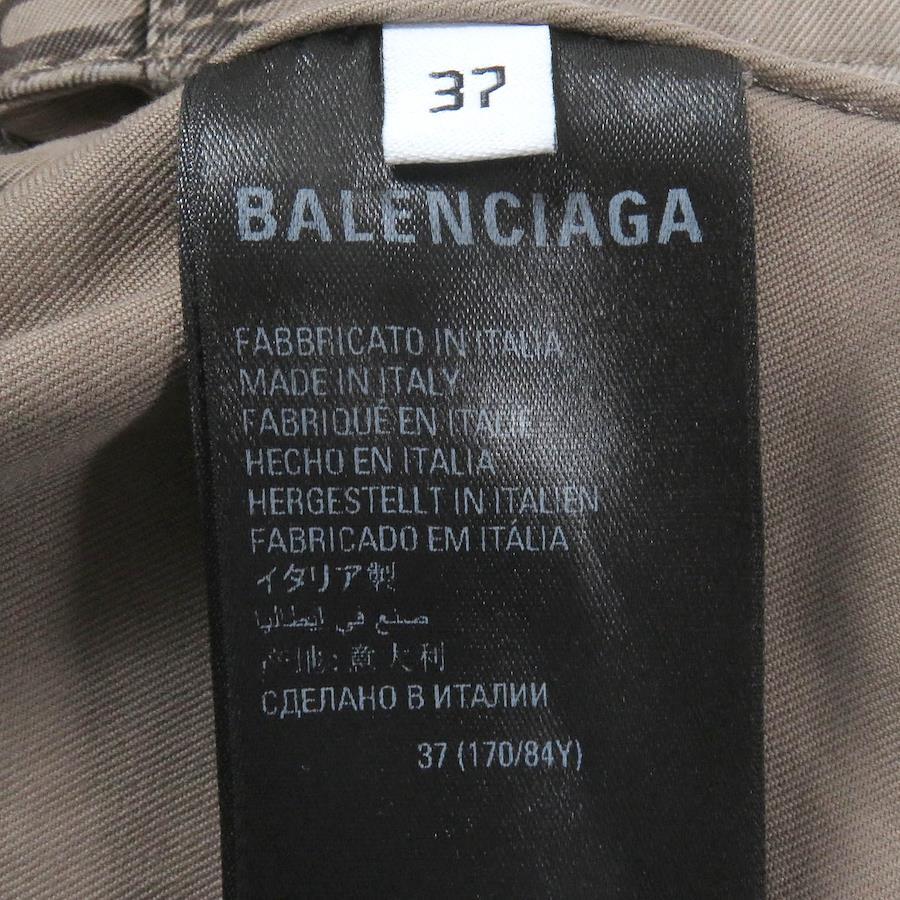 37
BALENCIAGA
FABBRICATO IN ITALIA
MADE IN ITALY
FABRIQUÉ EN ITALIE
HECHO EN ITALIA
HERGESTELLT IN ITALIEN
FABRICADO EM ITÁLIA
イタリア製
صنع في ايطاليا
产地:意大利
СДЕЛАНО В ИТАЛИИ
37 (170/84Y)